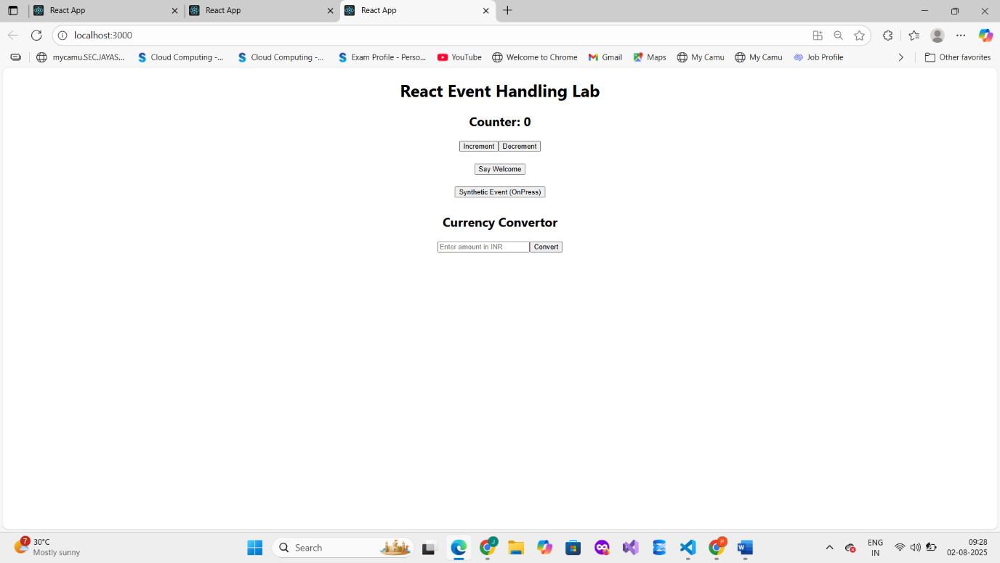 React App
React App
React App
localhost:3000
mycamu.SEC.JAYAS...
Cloud Computing -...
Cloud Computing -...
Exam Profile - Perso...
YouTube
Welcome to Chrome
Gmail
Maps
My Camu
My Camu
Job Profile
Other favorites
React Event Handling Lab
Counter: 0
Increment Decrement
Say Welcome
Synthetic Event (OnPress)
Currency Convertor
Enter amount in INR Convert
7
30°C
Mostly sunny
Search
J
P
ENG
IN
09:28
02-08-2025